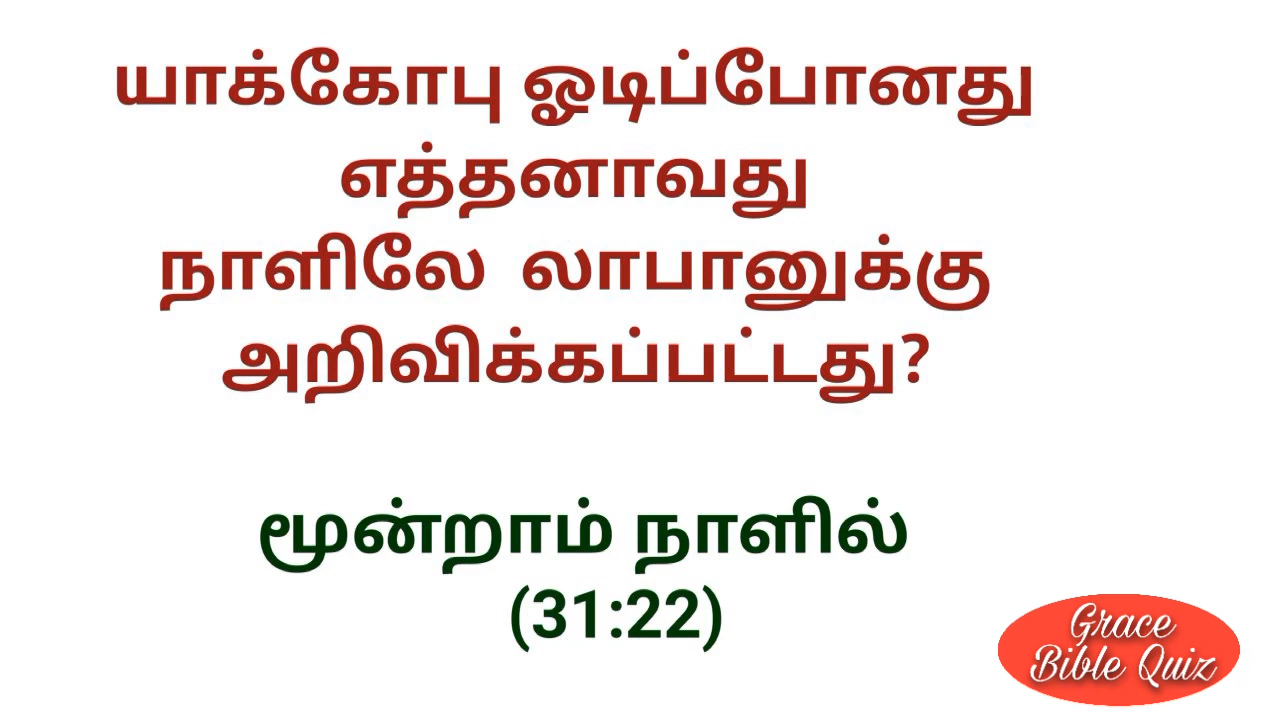 யாக்கோபு ஓடிப்போனது
எத்தனாவது
நாளிலே லாபானுக்கு
அறிவிக்கப்பட்டது?
மூன்றாம் நாளில்
(31:22)
Grace
Bible Quiz